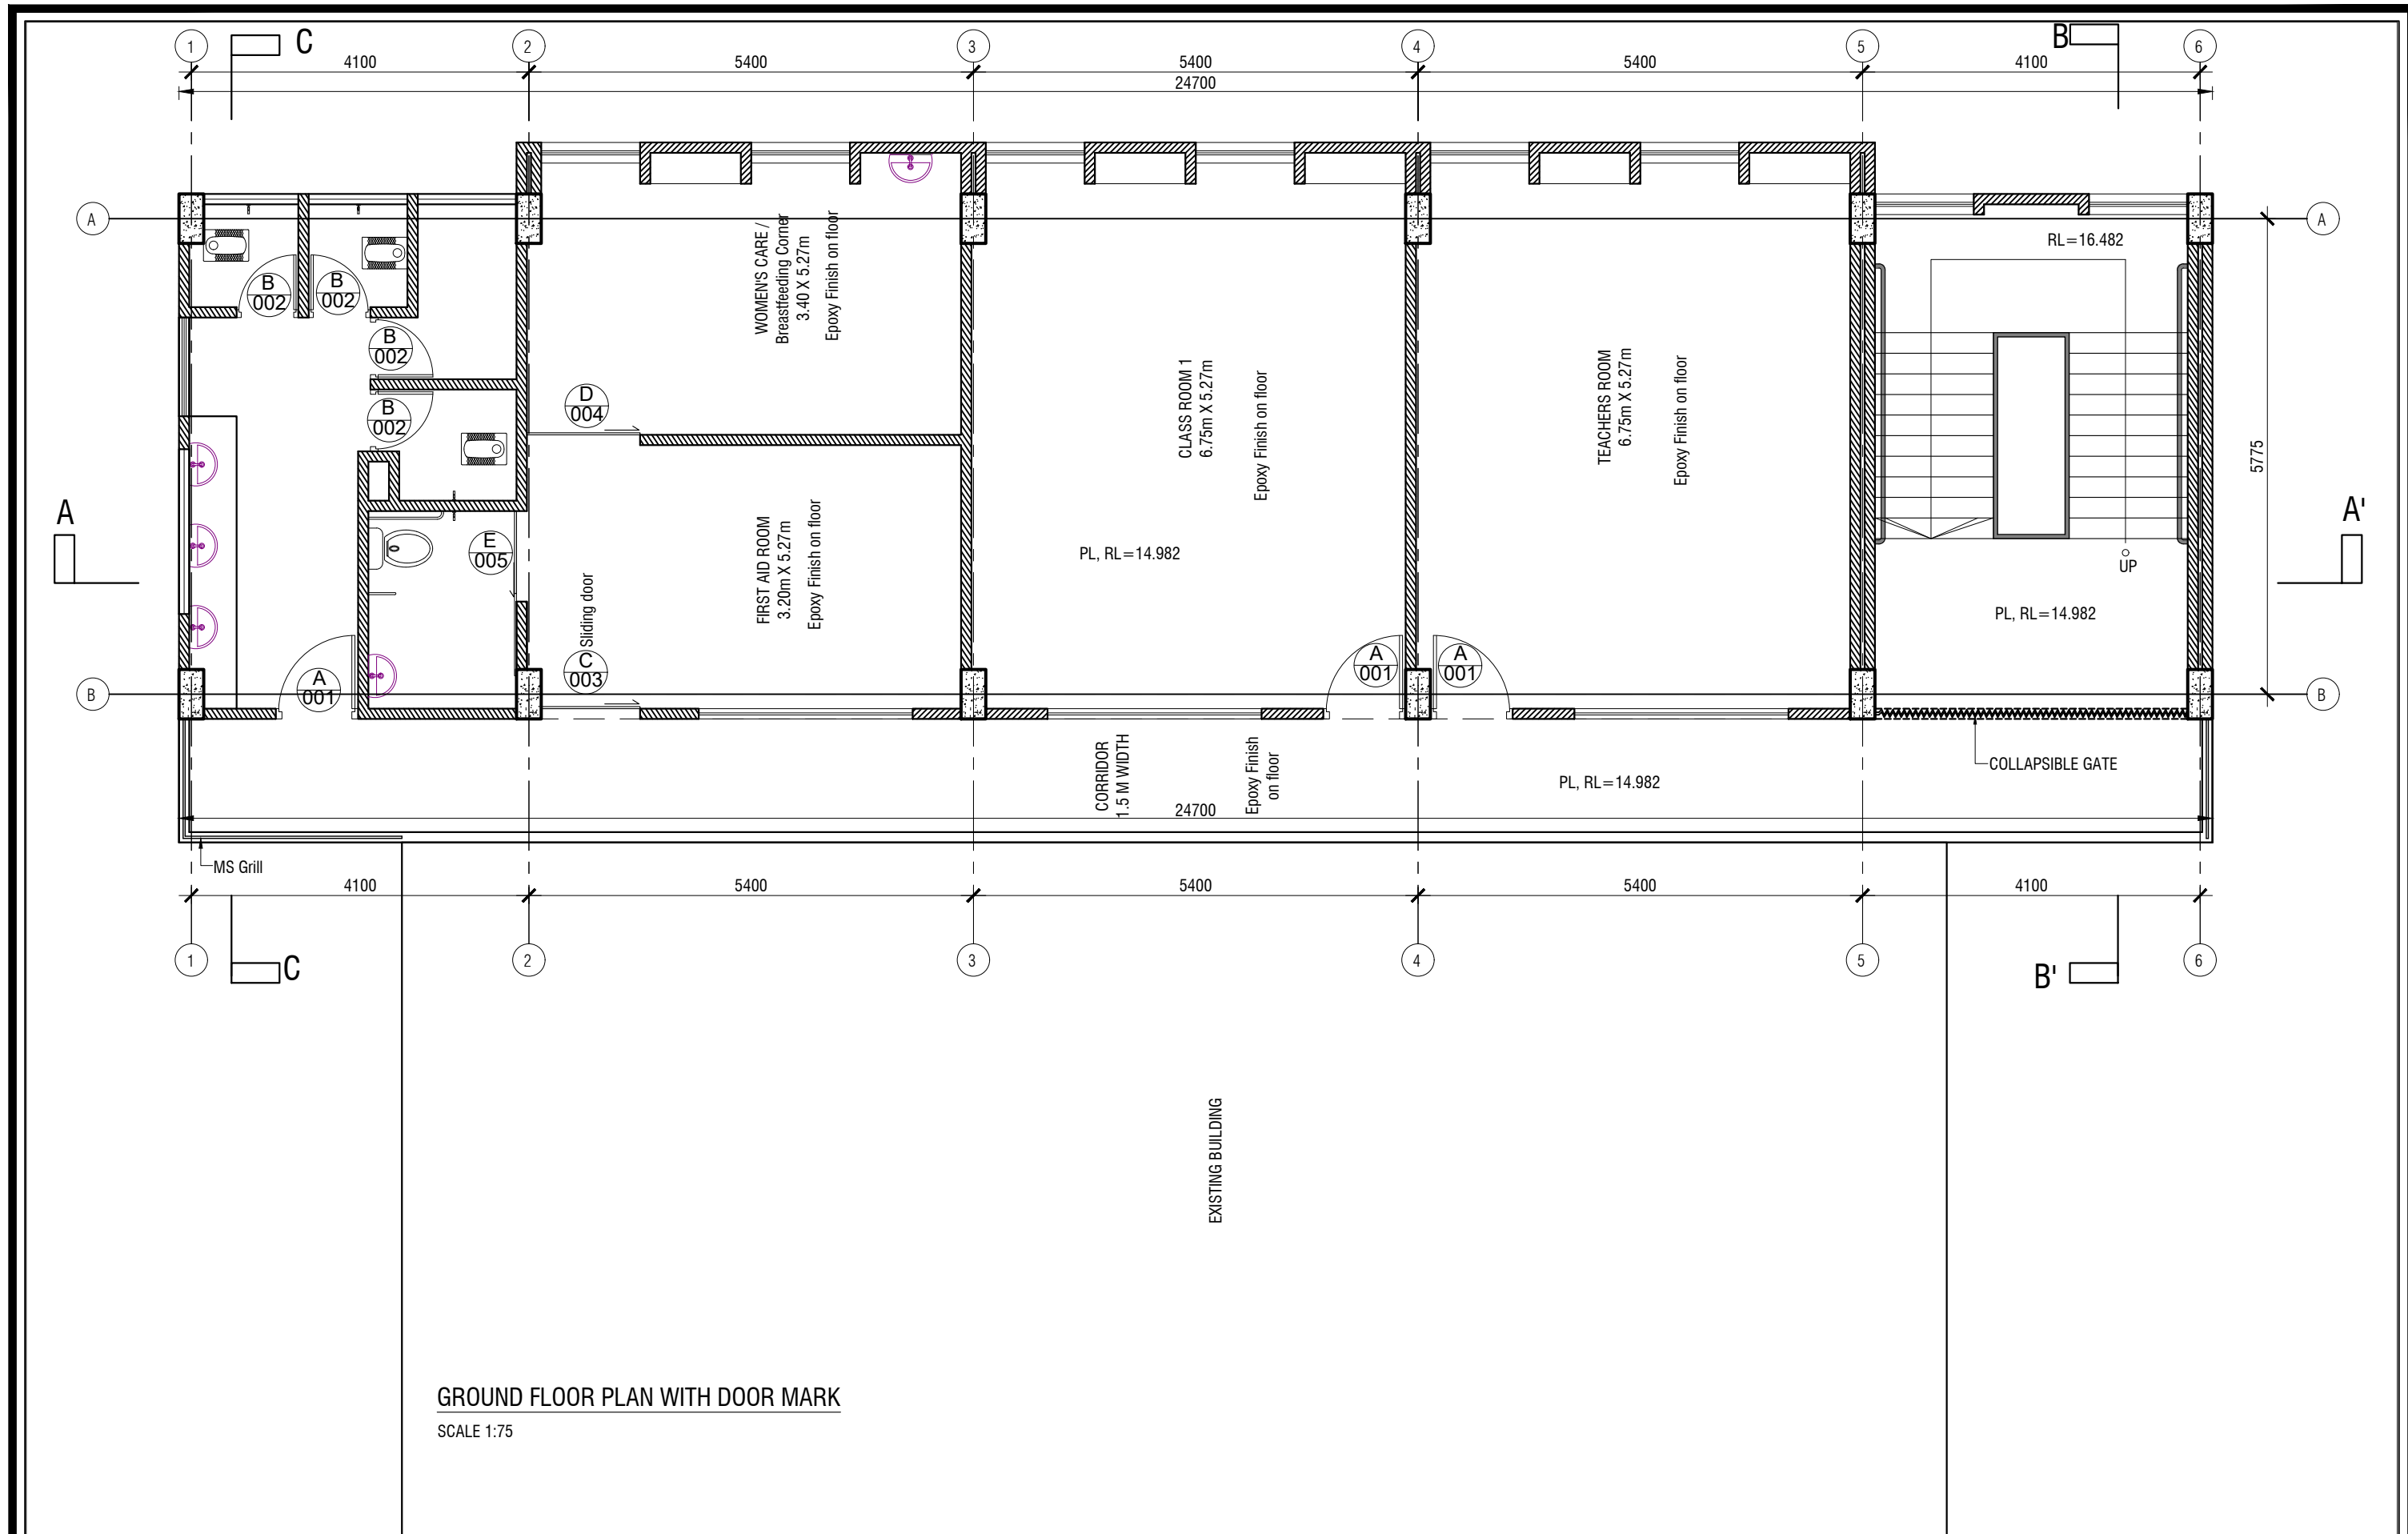 C
B
1
2
3
4
5
6
4100
5400
5400
5400
4100
24700
A
A
RL=16.482
WOMEN'S CARE /
Breastfeeding Corner
3.40 X 5.27m
Epoxy Finish on floor
B
002
B
002
B
002
B
002
D
004
CLASS ROOM 1
6.75m X 5.27m
Epoxy Finish on floor
TEACHERS ROOM
6.75m X 5.27m
Epoxy Finish on floor
5775
A
A'
E
005
FIRST AID ROOM
3.20m X 5.27m
Epoxy Finish on floor
PL, RL=14.982
UP
PL, RL=14.982
Sliding door
C
003
A
001
A
001
A
001
B
B
CORRIDOR
1.5 M WIDTH
Epoxy Finish
on floor
PL, RL=14.982
COLLAPSIBLE GATE
24700
MS Grill
4100
5400
5400
5400
4100
1
2
3
4
5
6
C
B'
EXISTING BUILDING
GROUND FLOOR PLAN WITH DOOR MARK
SCALE 1:75